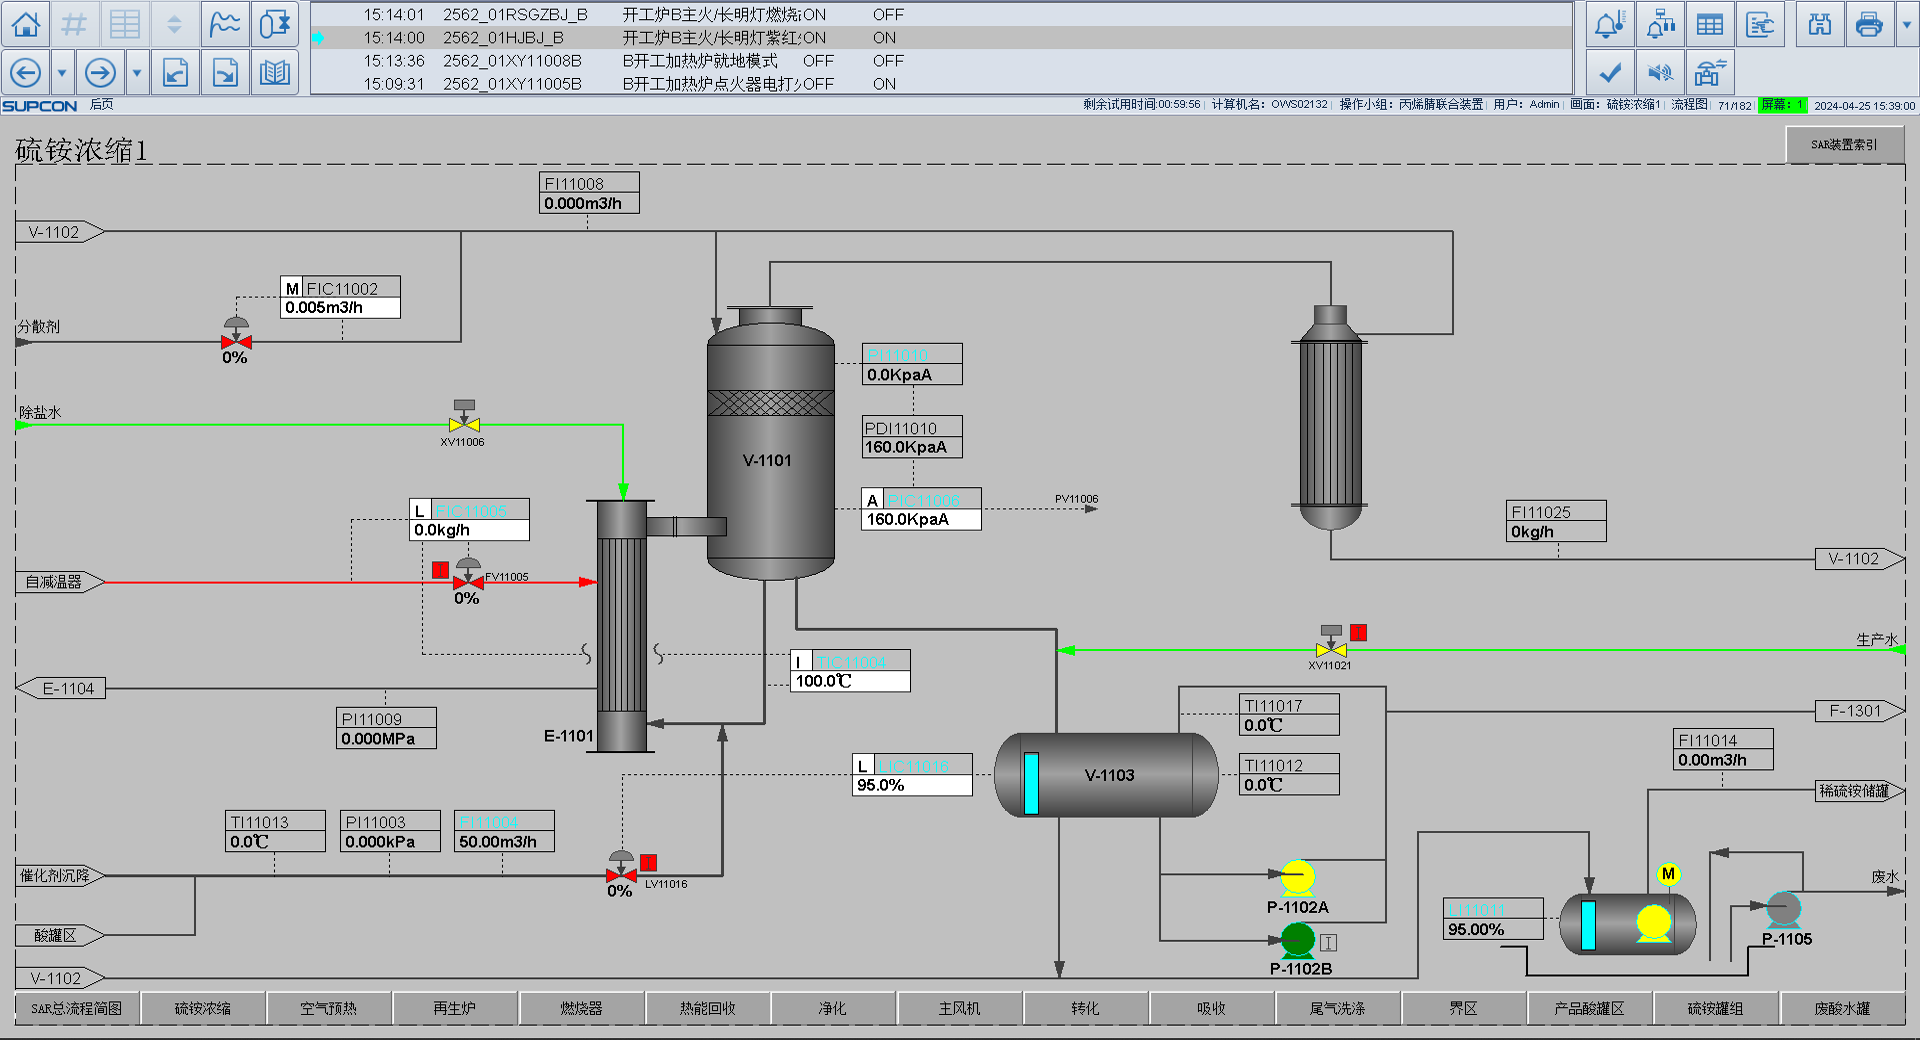 15:14:01 2562_01RSGZBJ_B 开工炉B主火/长明灯燃烧 ON OFF
15:14:00 2562_01HJBJ_B 开工炉B主火/长明灯紫红 ON ON
15:13:36 2562_01XY11008B B开工加热炉就地模式 OFF OFF
15:09:31 2562_01XY11005B B开工加热炉点火器电打 OFF ON
SUPCON 后页 剩余试用时间:00:59:56 计算机名: OWS02132 操作小组: 丙烯腈联合装置 用户: Admin 画面: 硫铵浓缩1 流程图 71/182 屏幕: 1 2024-04-25 15:39:00
硫铵浓缩1
SAR装置索引
FI11008
0.000m3/h
V-1102
M FIC11002
0.005m3/h
分散剂
0%
PI11010
0.0KpaA
除盐水
XV11006
PDI11010
160.0KpaA
V-1101
A PIC11006
160.0KpaA
PV11006
L FIC11005
0.0kg/h
FI11025
0kg/h
V-1102
自减温器
I
FV11005
0%
I
生产水
XV11021
I TIC11004
100.0℃
E-1104
PI11009
0.000MPa
E-1101
TI11017
0.0℃
F-1301
FI11014
0.00m3/h
L LIC11016
95.0%
V-1103
TI11012
0.0℃
稀硫铵储罐
TI11013
0.0℃
PI11003
0.000kPa
FI11004
50.00m3/h
I
催化剂沉降
0%
LV11016
M
废水
P-1102A
LI11011
95.00%
P-1105
酸罐区
I
P-1102B
V-1102
SAR总流程简图 硫铵浓缩 空气预热 再生炉 燃烧器 热能回收 净化 主风机 转化 吸收 尾气洗涤 界区 产品酸罐区 硫铵罐组 废酸水罐